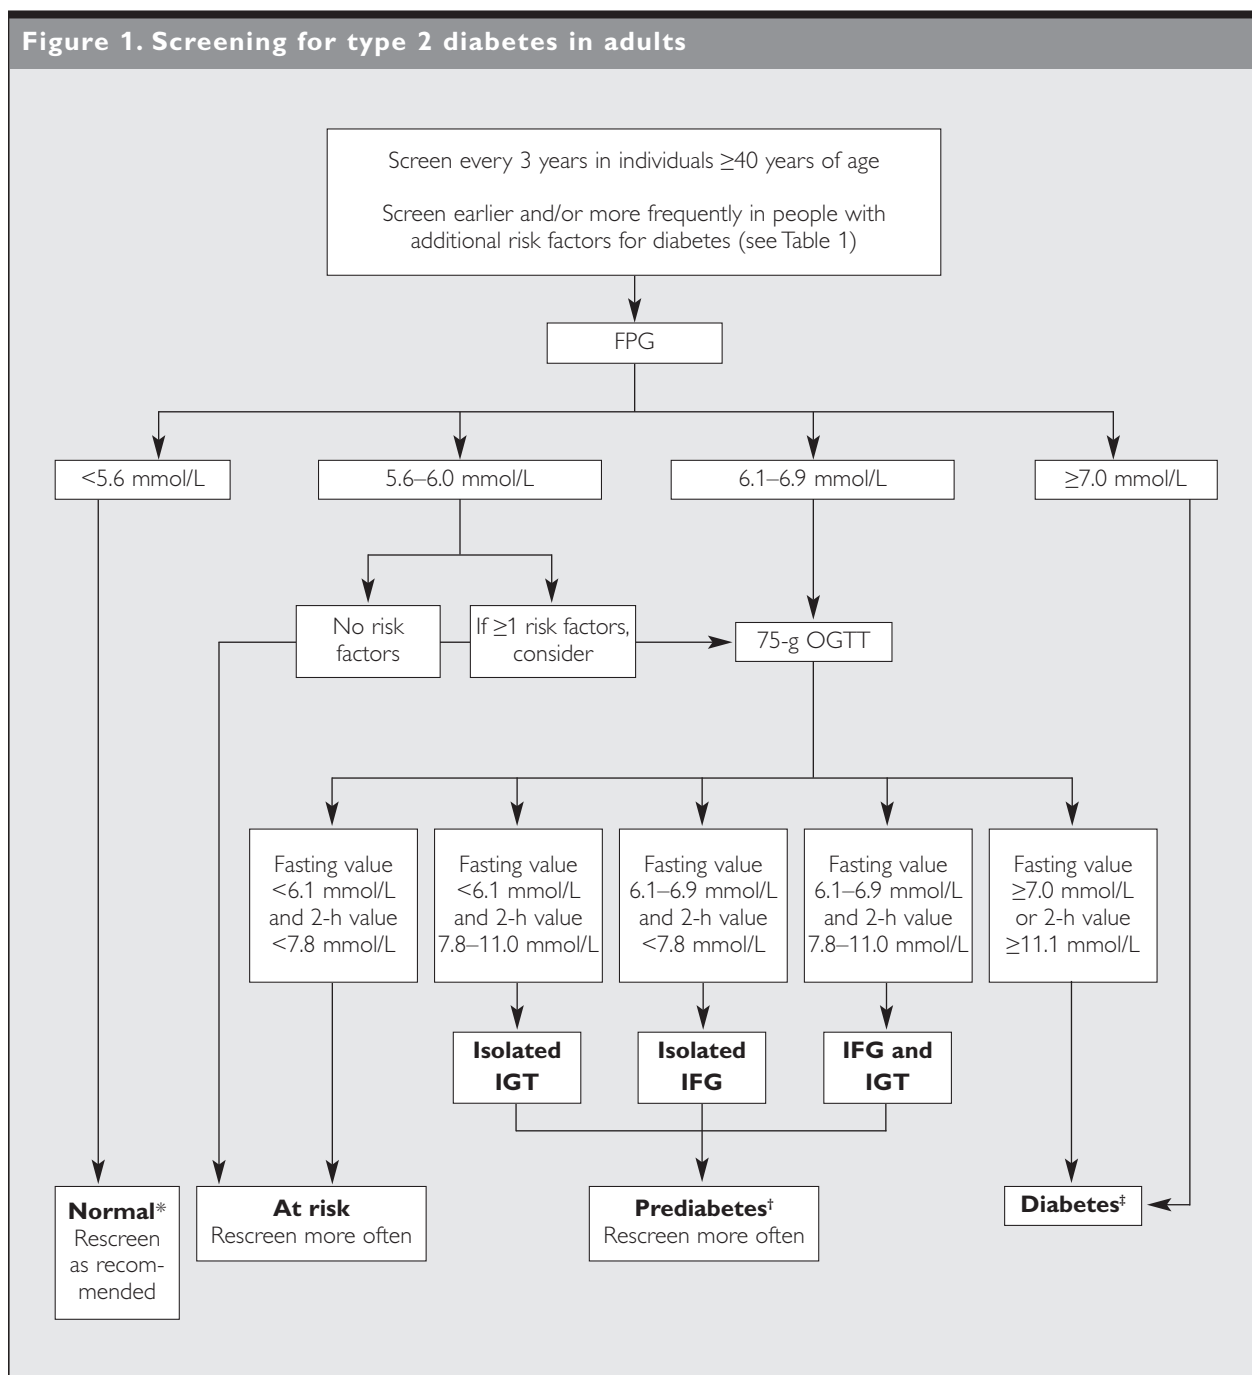 Figure 1. Screening for type 2 diabetes in adults
Screen every 3 years in individuals ≥40 years of age
Screen earlier and/or more frequently in people with
additional risk factors for diabetes (see Table 1)
FPG
<5.6 mmol/L
5.6–6.0 mmol/L
6.1–6.9 mmol/L
≥7.0 mmol/L
No risk
factors
If ≥1 risk factors,
consider
75-g OGTT
Fasting value
<6.1 mmol/L
and 2-h value
<7.8 mmol/L
Fasting value
<6.1 mmol/L
and 2-h value
7.8–11.0 mmol/L
Fasting value
6.1–6.9 mmol/L
and 2-h value
<7.8 mmol/L
Fasting value
6.1–6.9 mmol/L
and 2-h value
7.8–11.0 mmol/L
Fasting value
≥7.0 mmol/L
or 2-h value
≥11.1 mmol/L
Isolated
IGT
Isolated
IFG
IFG and
IGT
Normal*
Rescreen
as recom-
mended
At risk
Rescreen more often
Prediabetes†
Rescreen more often
Diabetes‡